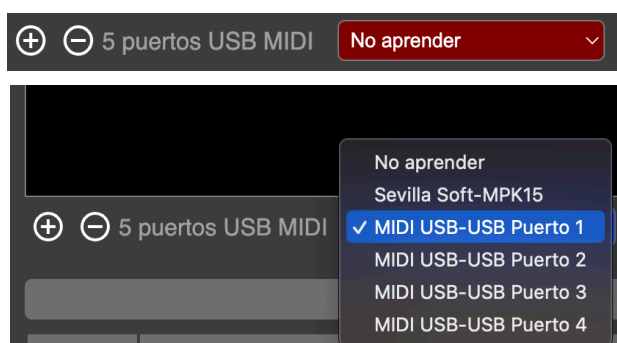 5 puertos USB MIDI No aprender
No aprender
Sevilla Soft-MPK15
5 puertos USB MIDI ✓ MIDI USB-USB Puerto 1
MIDI USB-USB Puerto 2
MIDI USB-USB Puerto 3
MIDI USB-USB Puerto 4